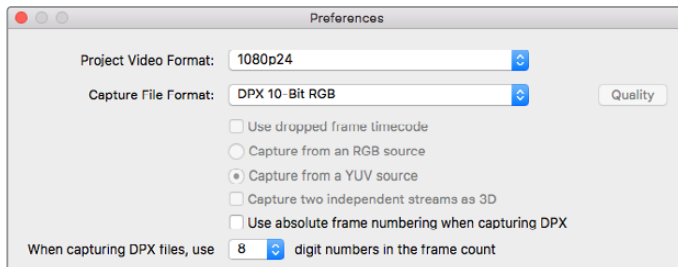 Preferences
Project Video Format: 1080p24
Capture File Format: DPX 10-Bit RGB Quality
Use dropped frame timecode
Capture from an RGB source
Capture from a YUV source
Capture two independent streams as 3D
Use absolute frame numbering when capturing DPX
When capturing DPX files, use 8 digit numbers in the frame count